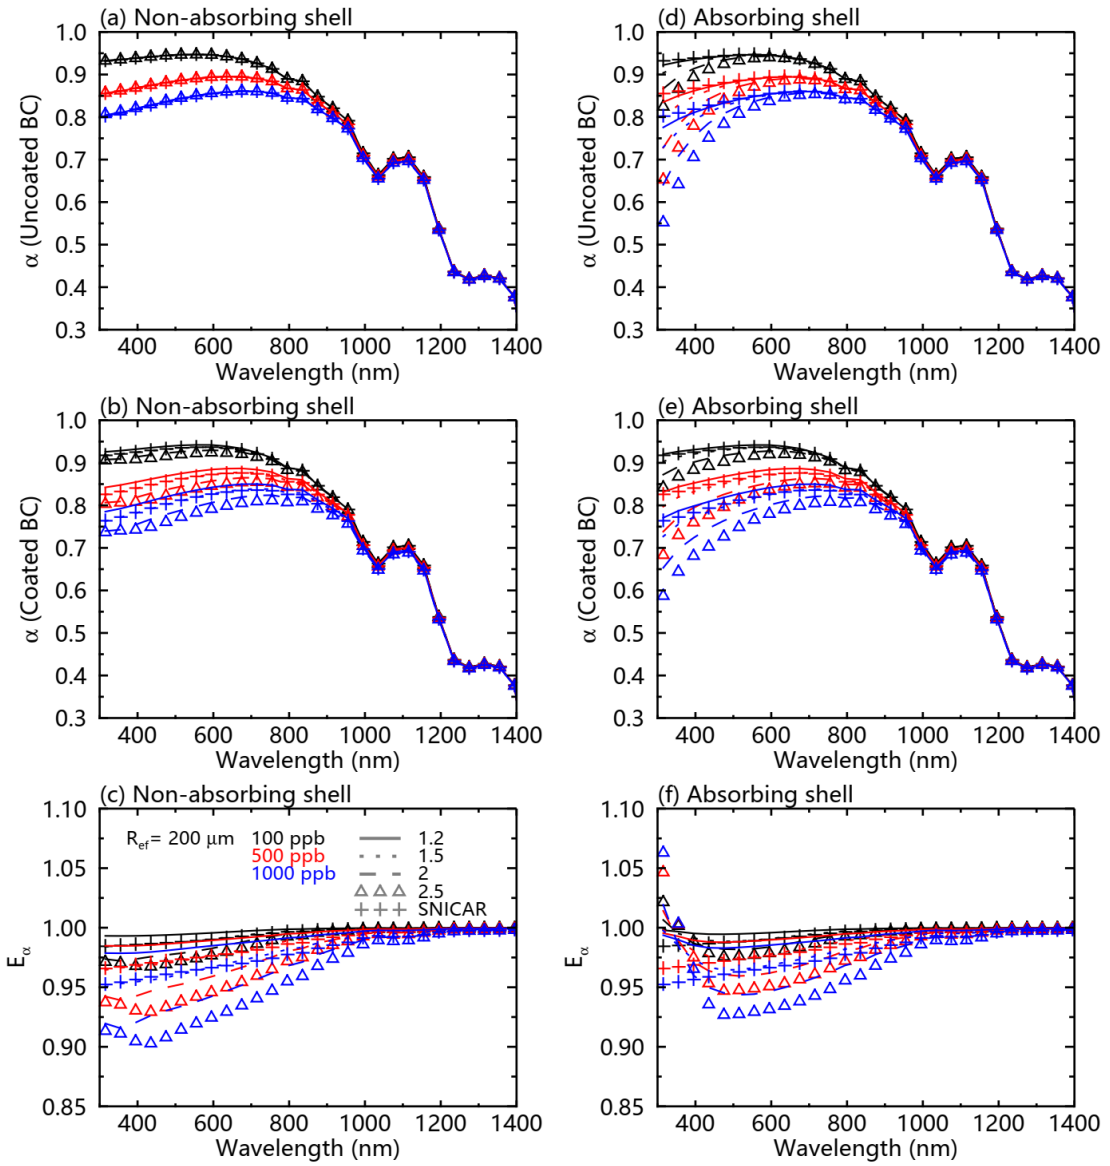 (a) Non-absorbing shell
1.0
0.9
0.8
0.7
0.6
0.5
0.4
0.3
α (Uncoated BC)
400 600 800 1000 1200 1400
Wavelength (nm)
(d) Absorbing shell
1.0
0.9
0.8
0.7
0.6
0.5
0.4
0.3
α (Uncoated BC)
400 600 800 1000 1200 1400
Wavelength (nm)
(b) Non-absorbing shell
1.0
0.9
0.8
0.7
0.6
0.5
0.4
0.3
α (Coated BC)
400 600 800 1000 1200 1400
Wavelength (nm)
(e) Absorbing shell
1.0
0.9
0.8
0.7
0.6
0.5
0.4
0.3
α (Coated BC)
400 600 800 1000 1200 1400
Wavelength (nm)
(c) Non-absorbing shell
1.10
1.05
1.00
0.95
0.90
0.85
Eα
R_ef = 200 μm
100 ppb
500 ppb
1000 ppb
1.2
1.5
2
2.5
SNICAR
400 600 800 1000 1200 1400
Wavelength (nm)
(f) Absorbing shell
1.10
1.05
1.00
0.95
0.90
0.85
Eα
400 600 800 1000 1200 1400
Wavelength (nm)